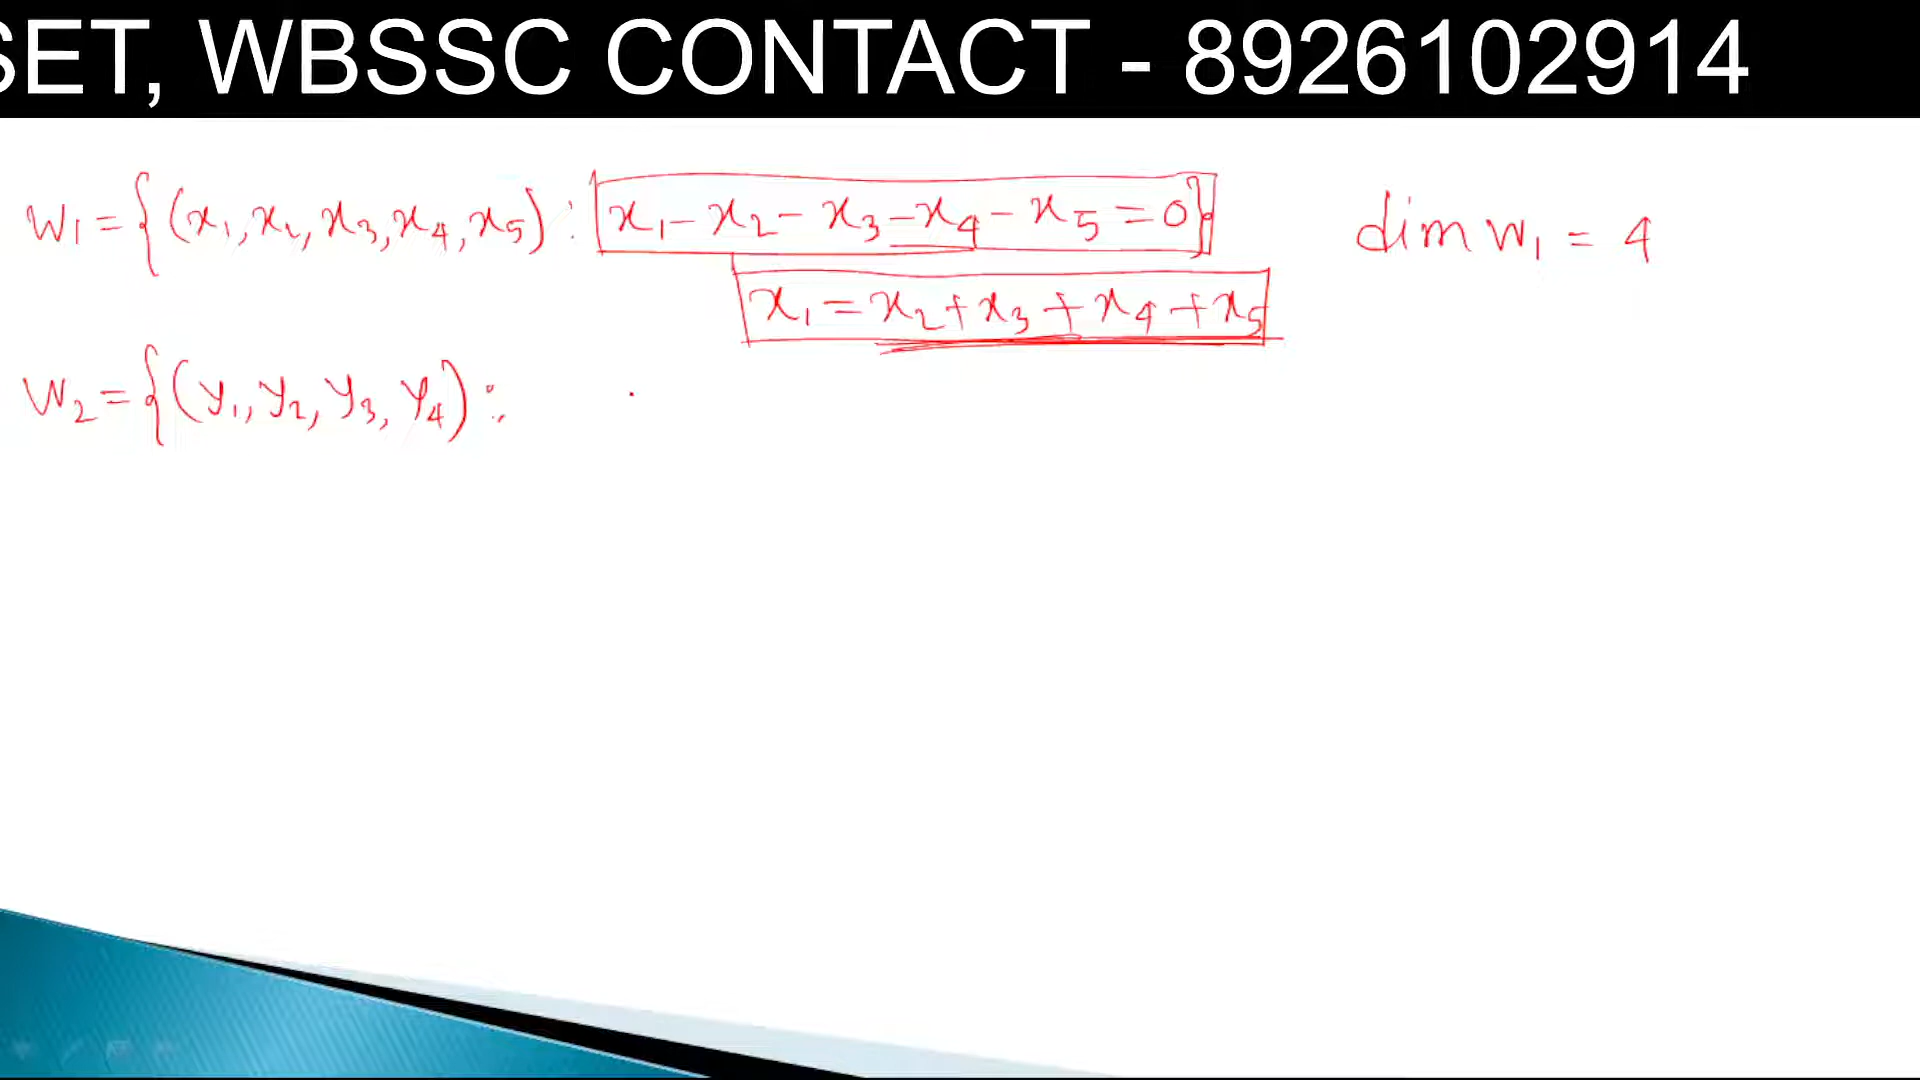 SET, WBSSC CONTACT - 8926102914
W1 = {(x1, x2, x3, x4, x5) : x1 - x2 - x3 - x4 - x5 = 0} dim W1 = 4
x1 = x2 + x3 + x4 + x5
W2 = {(y1, y2, y3, y4) :